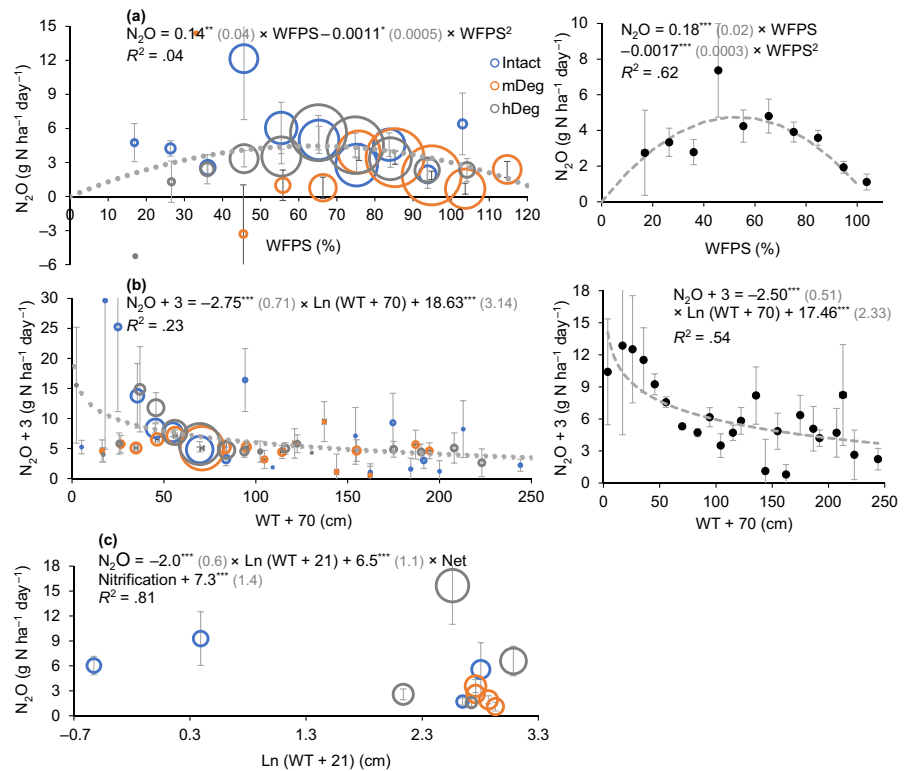 (a)
N₂O = 0.14** (0.04) × WFPS – 0.0011* (0.0005) × WFPS²
R² = .04
Intact
mDeg
hDeg
N₂O (g N ha⁻¹ day⁻¹)
15
12
9
6
3
0
–3
–6
0 10 20 30 40 50 60 70 80 90 100 110 120
WFPS (%)
N₂O = 0.18*** (0.02) × WFPS
–0.0017*** (0.0003) × WFPS²
R² = .62
N₂O (g N ha⁻¹ day⁻¹)
10
8
6
4
2
0
0 20 40 60 80 100
WFPS (%)
(b)
N₂O + 3 = –2.75*** (0.71) × Ln (WT + 70) + 18.63*** (3.14)
R² = .23
N₂O + 3 (g N ha⁻¹ day⁻¹)
30
25
20
15
10
5
0
0 50 100 150 200 250
WT + 70 (cm)
N₂O + 3 = –2.50*** (0.51)
× Ln (WT + 70) + 17.46*** (2.33)
R² = .54
N₂O + 3 (g N ha⁻¹ day⁻¹)
18
15
12
9
6
3
0
0 50 100 150 200 245
WT + 70 (cm)
(c)
N₂O = –2.0*** (0.6) × Ln (WT + 21) + 6.5*** (1.1) × Net
Nitrification + 7.3*** (1.4)
R² = .81
N₂O (g N ha⁻¹ day⁻¹)
18
15
12
9
6
3
0
–0.7 0.3 1.3 2.3 3.3
Ln (WT + 21) (cm)